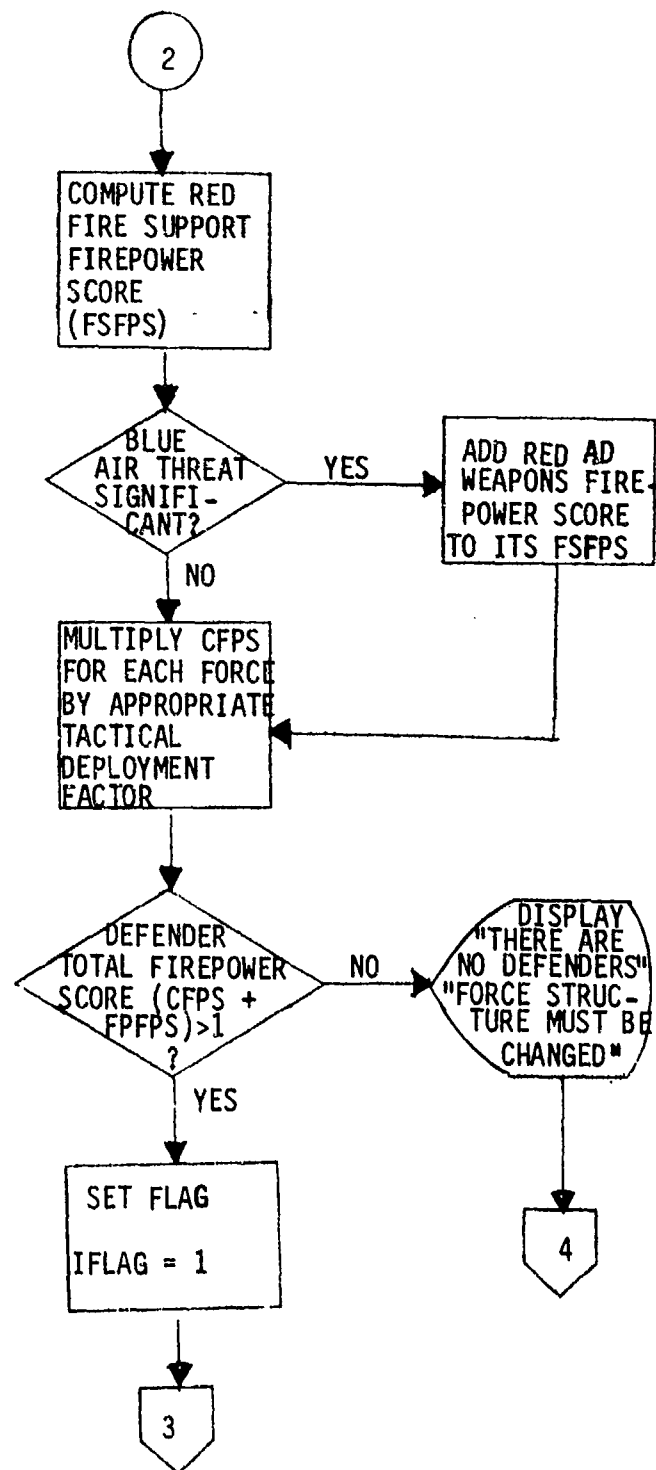 2
COMPUTE RED
FIRE SUPPORT
FIREPOWER
SCORE
(FSFPS)
BLUE
AIR THREAT
SIGNIFI-
CANT?
YES
ADD RED AD
WEAPONS FIRE-
POWER SCORE
TO ITS FSFPS
NO
MULTIPLY CFPS
FOR EACH FORCE
BY APPROPRIATE
TACTICAL
DEPLOYMENT
FACTOR
DEFENDER
TOTAL FIREPOWER
SCORE (CFPS +
FPFPS)>1
?
NO
DISPLAY
"THERE ARE
NO DEFENDERS"
"FORCE STRUC-
TURE MUST BE
CHANGED"
YES
SET FLAG
IFLAG = 1
4
3